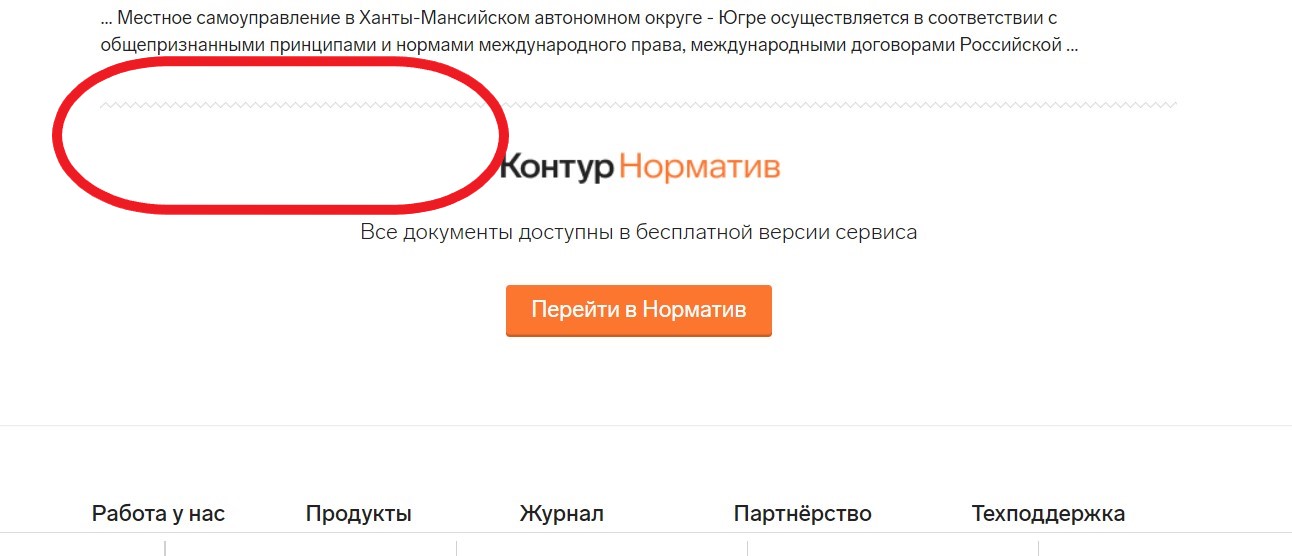 ... Местное самоуправление в Ханты-Мансийском автономном округе - Югре осуществляется в соответствии с
общепризнанными принципами и нормами международного права, международными договорами Российской ...
Контур Норматив
Все документы доступны в бесплатной версии сервиса
Перейти в Норматив
Работа у нас Продукты Журнал Партнёрство Техподдержка